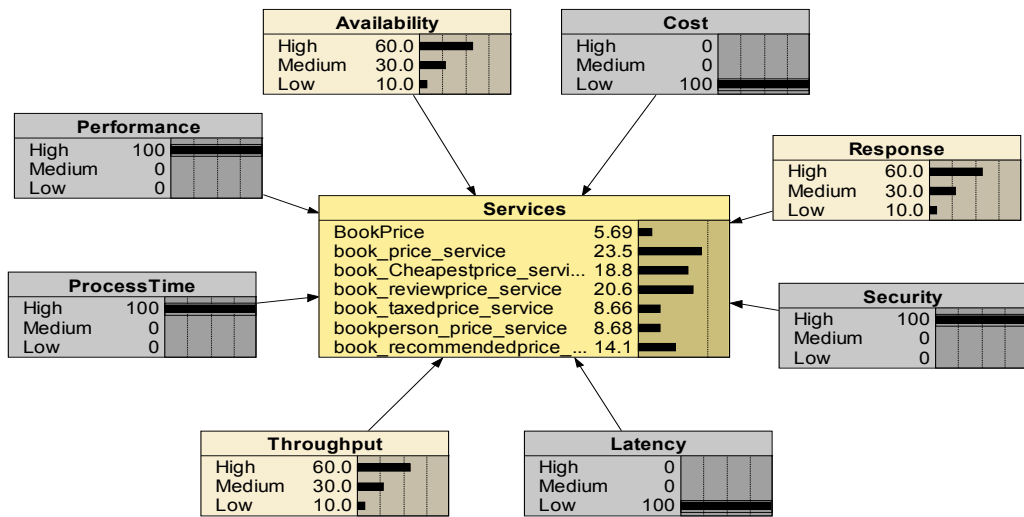 Availability
High 60.0
Medium 30.0
Low 10.0
Cost
High 0
Medium 0
Low 100
Performance
High 100
Medium 0
Low 0
Response
High 60.0
Medium 30.0
Low 10.0
Services
BookPrice 5.69
book_price_service 23.5
book_Cheapestprice_servi... 18.8
book_reviewprice_service 20.6
book_taxedprice_service 8.66
bookperson_price_service 8.68
book_recommendedprice_... 14.1
ProcessTime
High 100
Medium 0
Low 0
Security
High 100
Medium 0
Low 0
Throughput
High 60.0
Medium 30.0
Low 10.0
Latency
High 0
Medium 0
Low 100